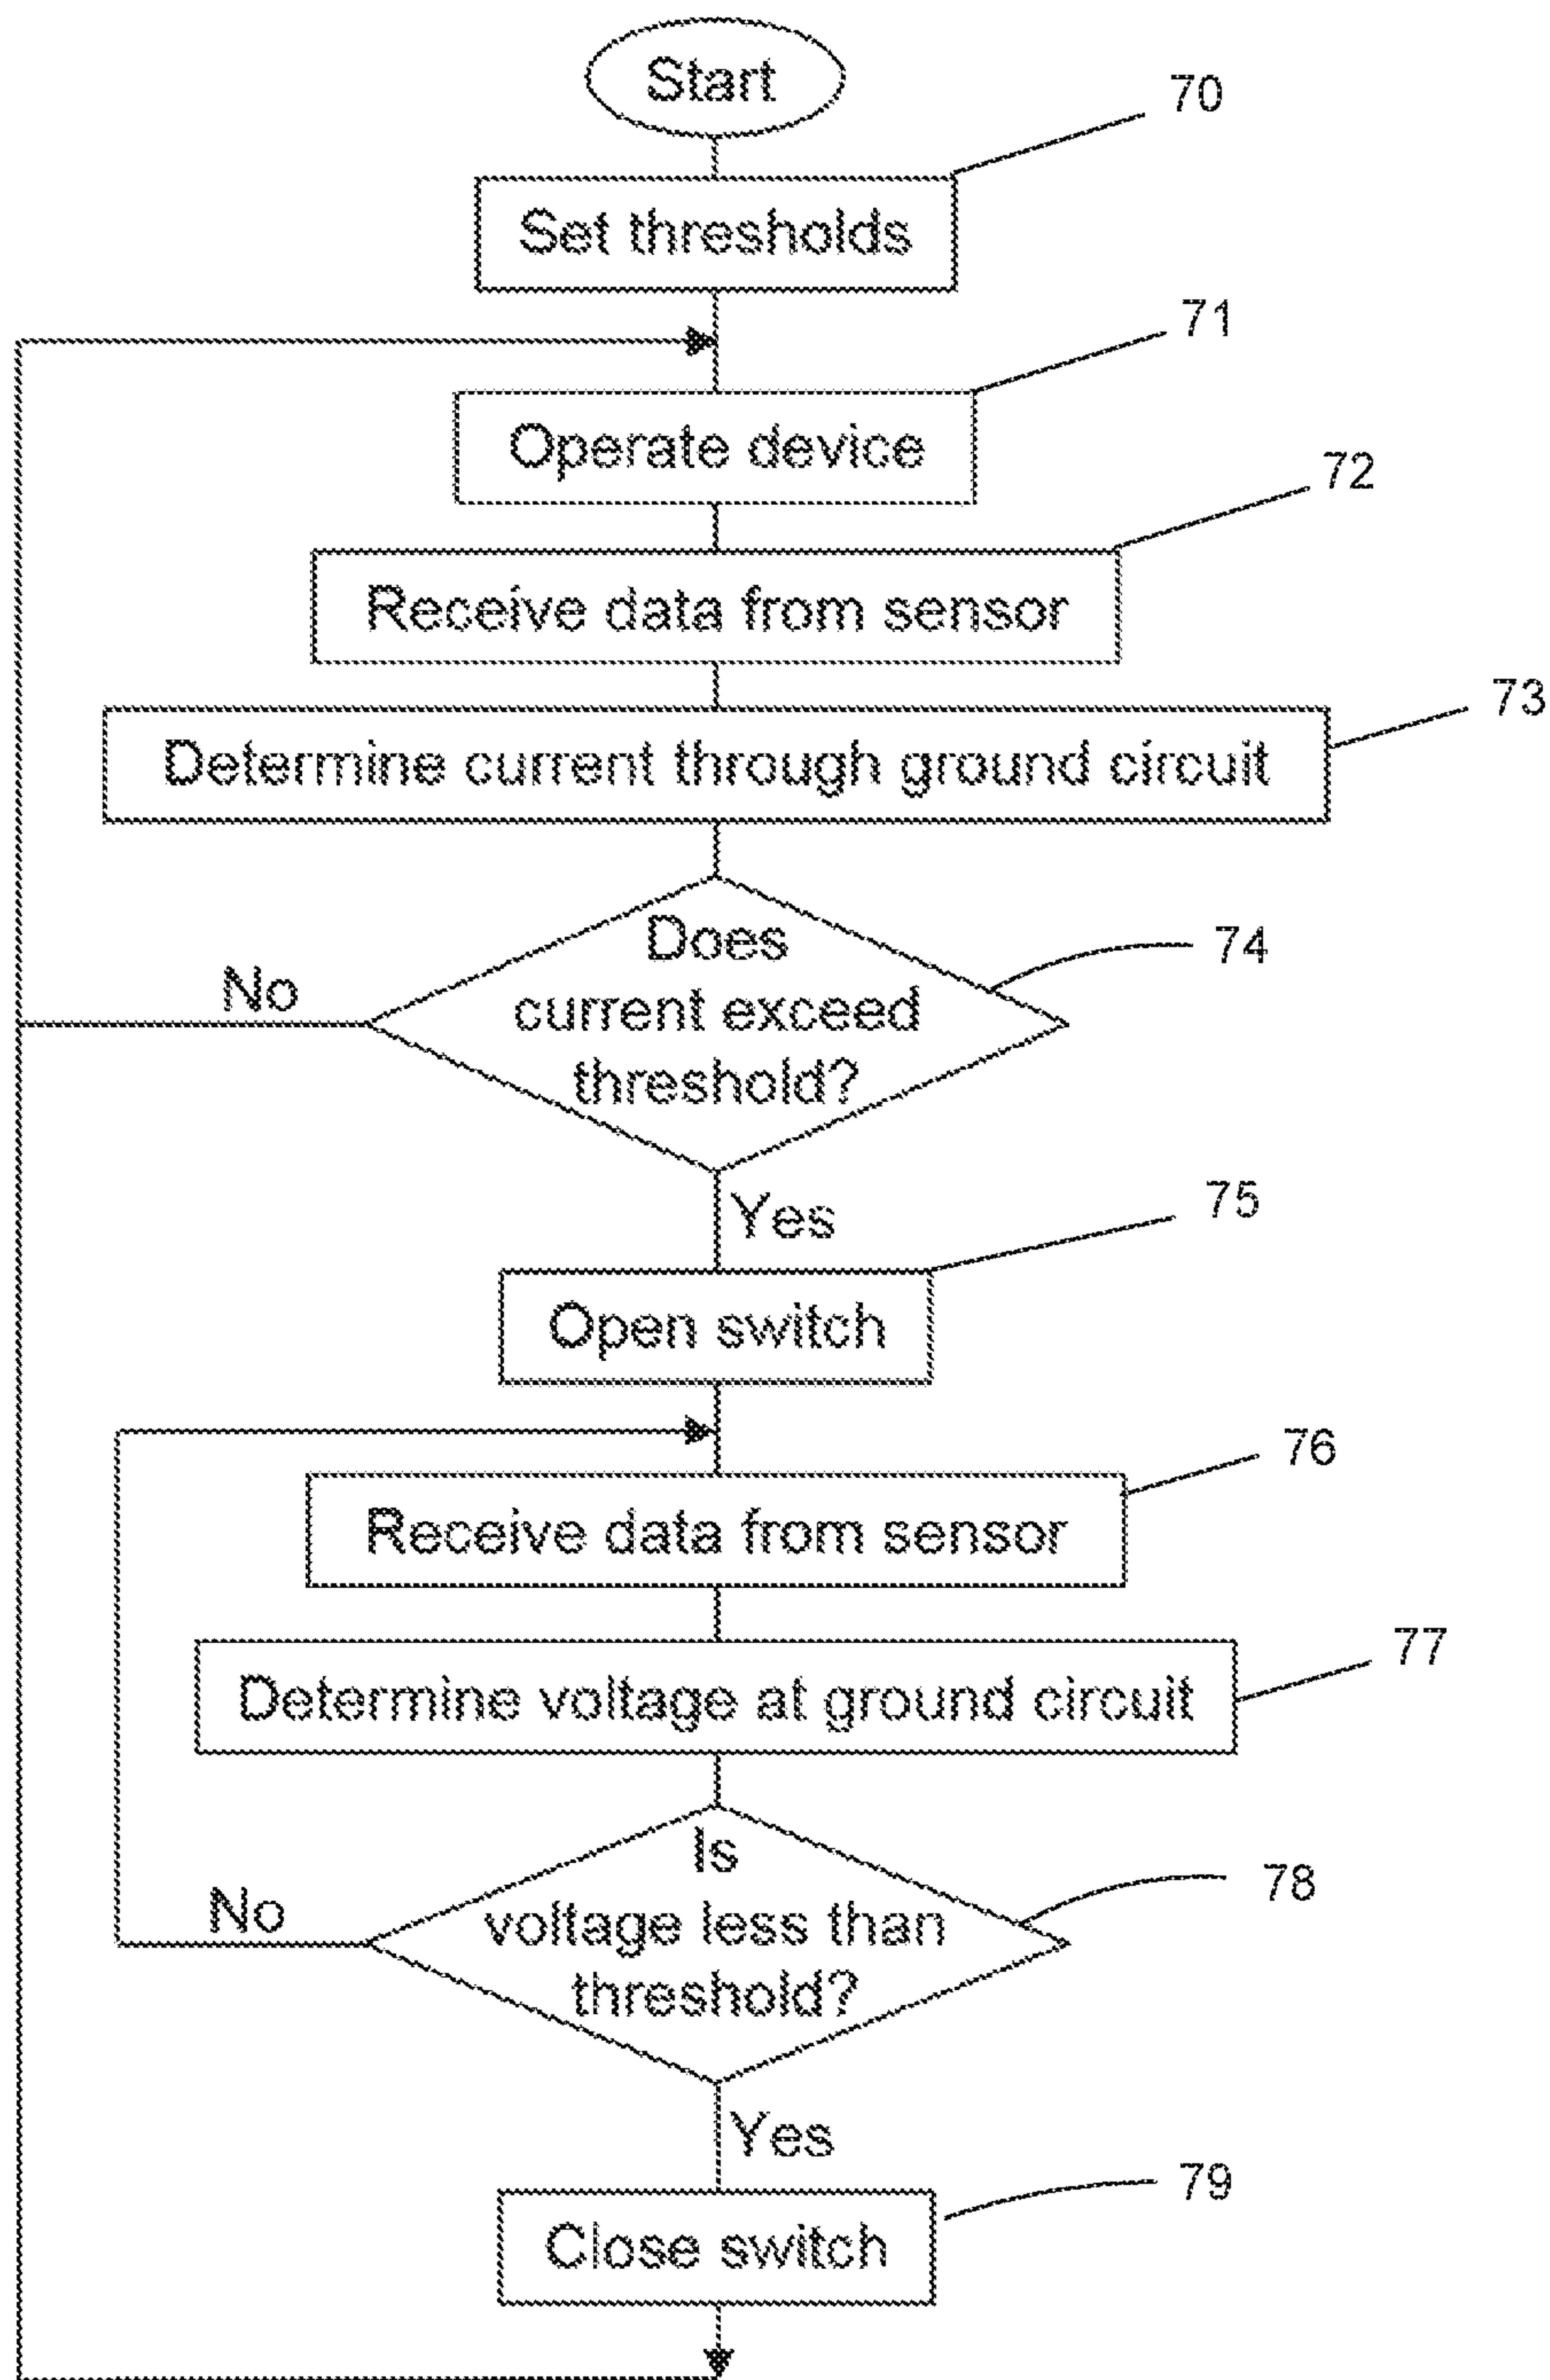 Start
70
Set thresholds
71
Operate device
72
Receive data from sensor
73
Determine current through ground circuit
Does
74
No
current exceed
threshold?
Yes
75
Open switch
76
Receive data from sensor
77
Determine voltage at ground circuit
Is
78
No
voltage less than
threshold?
Yes
79
Close switch